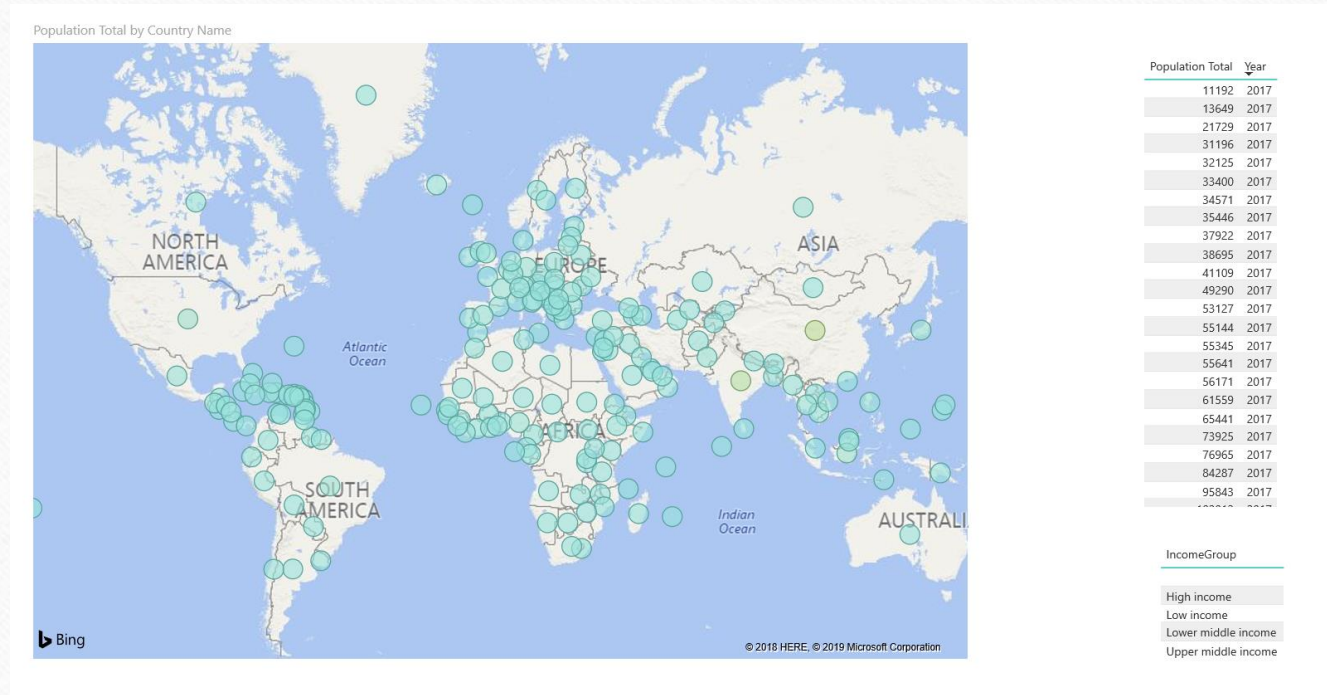 Population Total by Country Name
NORTH
AMERICA
Atlantic
Ocean
EUROPE
ASIA
AFRICA
SOUTH
AMERICA
Indian
Ocean
AUSTRALI
Bing
© 2018 HERE, © 2019 Microsoft Corporation
Population Total Year
11192 2017
13649 2017
21729 2017
31196 2017
32125 2017
33400 2017
34571 2017
35446 2017
37922 2017
38695 2017
41109 2017
49290 2017
53127 2017
55144 2017
55345 2017
55641 2017
56171 2017
61559 2017
65441 2017
73925 2017
76965 2017
84287 2017
95843 2017
IncomeGroup
High income
Low income
Lower middle income
Upper middle income